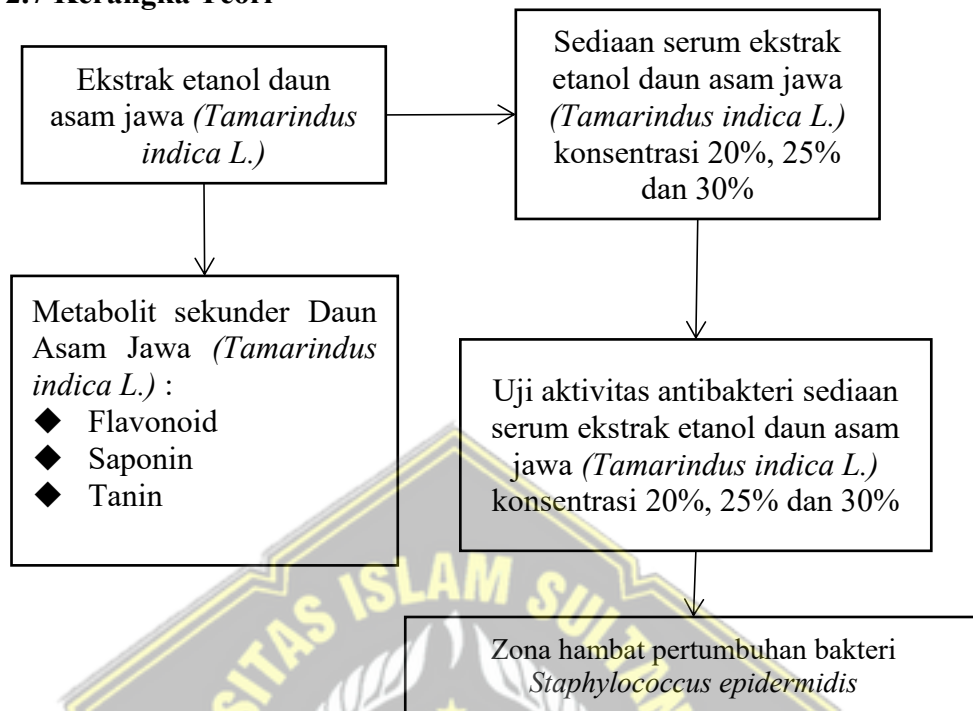 2.7 Kerangka Teori
Ekstrak etanol daun
asam jawa (Tamarindus
indica L.)
Sediaan serum ekstrak
etanol daun asam jawa
(Tamarindus indica L.)
konsentrasi 20%, 25%
dan 30%
Metabolit sekunder Daun
Asam Jawa (Tamarindus
indica L.) :
◆ Flavonoid
◆ Saponin
◆ Tanin
Uji aktivitas antibakteri sediaan
serum ekstrak etanol daun asam
jawa (Tamarindus indica L.)
konsentrasi 20%, 25% dan 30%
Zona hambat pertumbuhan bakteri
Staphylococcus epidermidis
ISLAM